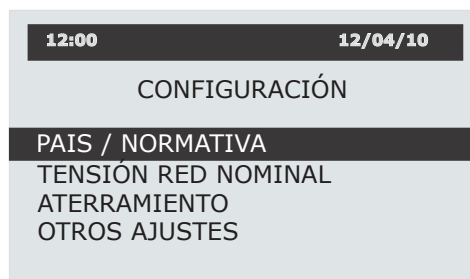 12:00 12/04/10
CONFIGURACIÓN
PAIS / NORMATIVA
TENSIÓN RED NOMINAL
ATERRAMIENTO
OTROS AJUSTES